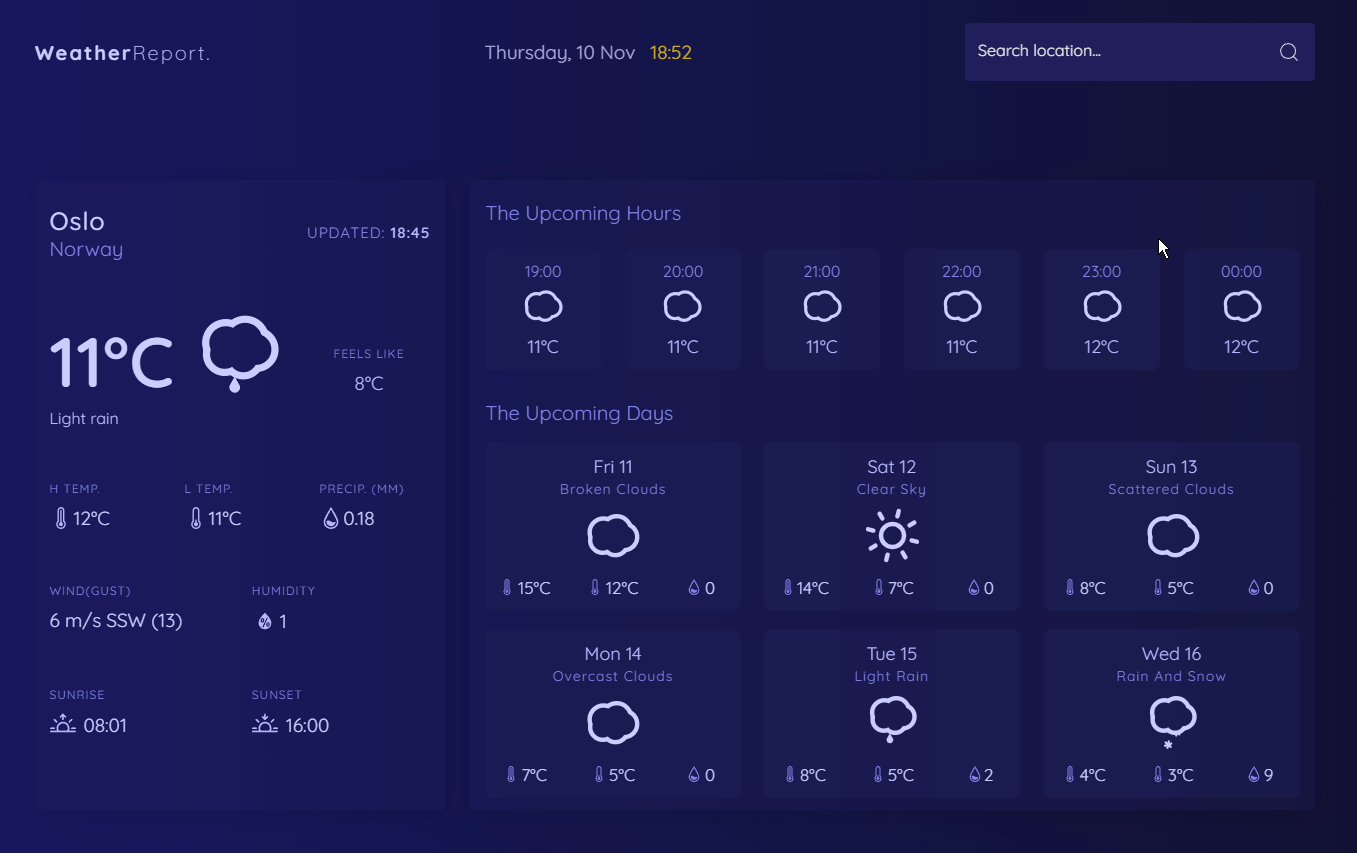 WeatherReport.
Thursday, 10 Nov 18:52
Search location...
Oslo
Norway
UPDATED: 18:45
11°C
Light rain
FEELS LIKE
8°C
H TEMP. L TEMP. PRECIP. (MM)
12°C 11°C 0.18
WIND(GUST) HUMIDITY
6 m/s SSW (13) % 1
SUNRISE SUNSET
08:01 16:00
The Upcoming Hours
19:00 20:00 21:00 22:00 23:00 00:00
11°C 11°C 11°C 11°C 12°C 12°C
The Upcoming Days
Fri 11 Sat 12 Sun 13
Broken Clouds Clear Sky Scattered Clouds
15°C 12°C 0 14°C 7°C 0 8°C 5°C 0
Mon 14 Tue 15 Wed 16
Overcast Clouds Light Rain Rain And Snow
7°C 5°C 0 8°C 5°C 2 4°C 3°C 9